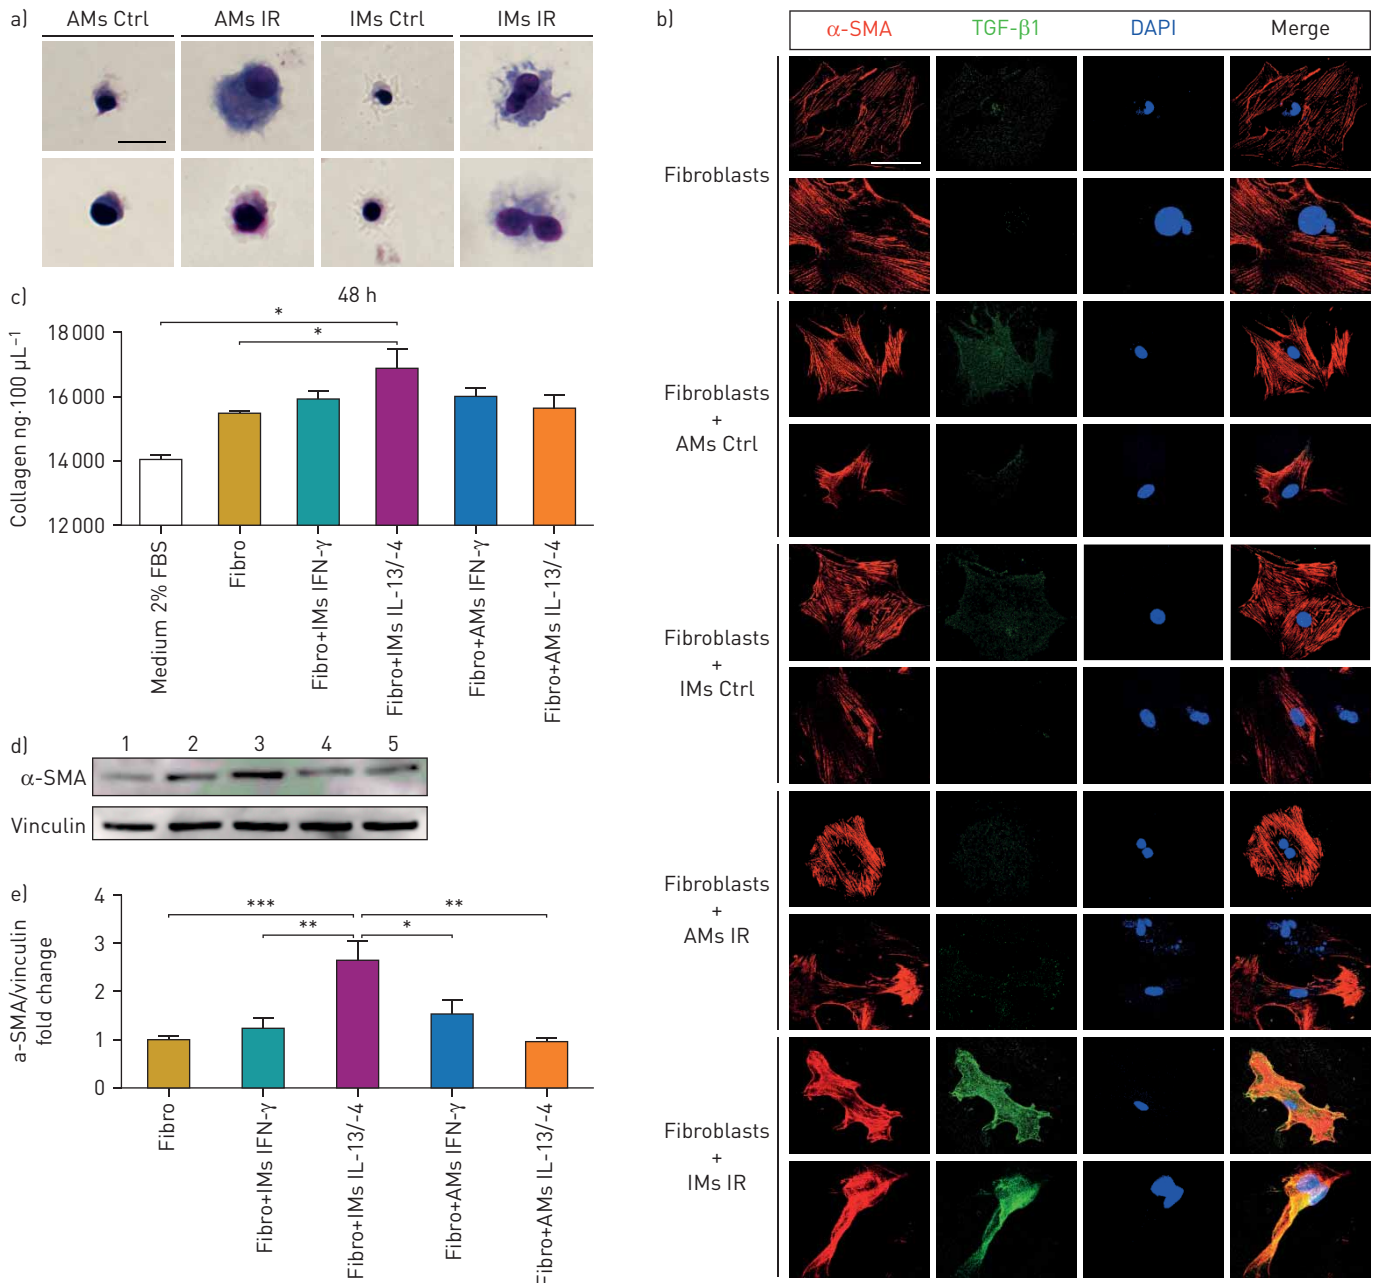 a)
AMs Ctrl AMs IR IMs Ctrl IMs IR
b)
α-SMA TGF-β1 DAPI Merge
Fibroblasts
Fibroblasts
+
AMs Ctrl
Fibroblasts
+
IMs Ctrl
Fibroblasts
+
AMs IR
Fibroblasts
+
IMs IR
c)
48 h
*
*
Collagen ng·100 µL⁻¹
18 000
16 000
14 000
12 000
Medium 2% FBS
Fibro
Fibro+IMs IFN-γ
Fibro+IMs IL-13/-4
Fibro+AMs IFN-γ
Fibro+AMs IL-13/-4
d)
1 2 3 4 5
α-SMA
Vinculin
e)
a-SMA/vinculin
fold change
4
3
2
1
0
*** **
** *
Fibro
Fibro+IMs IFN-γ
Fibro+IMs IL-13/-4
Fibro+AMs IFN-γ
Fibro+AMs IL-13/-4